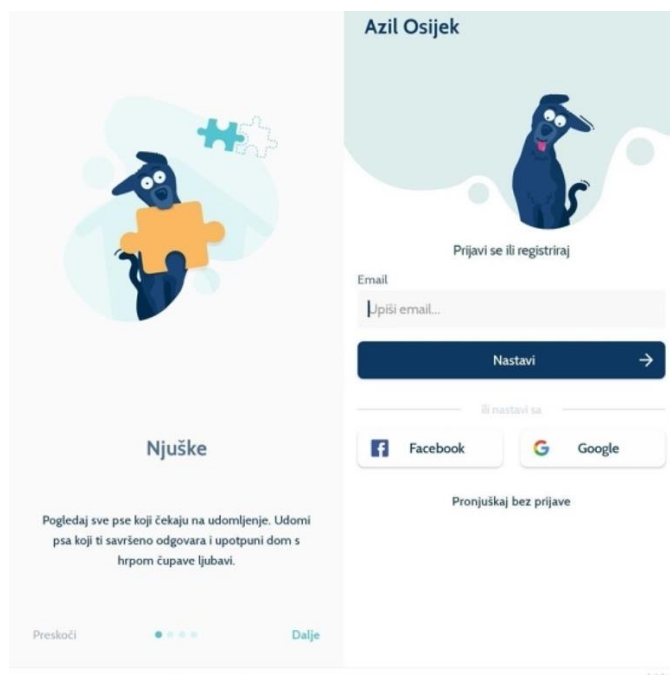 Njuške
Pogledaj sve pse koji čekaju na udomljenje. Udomi
psa koji ti savršeno odgovara i upotpuni dom s
hrpom čupave ljubavi.
Preskoči
Dalje
Azil Osijek
Prijavi se ili registriraj
Email
Upiši email...
Nastavi
ili nastavi sa
Facebook
Google
Pronjuškaj bez prijave